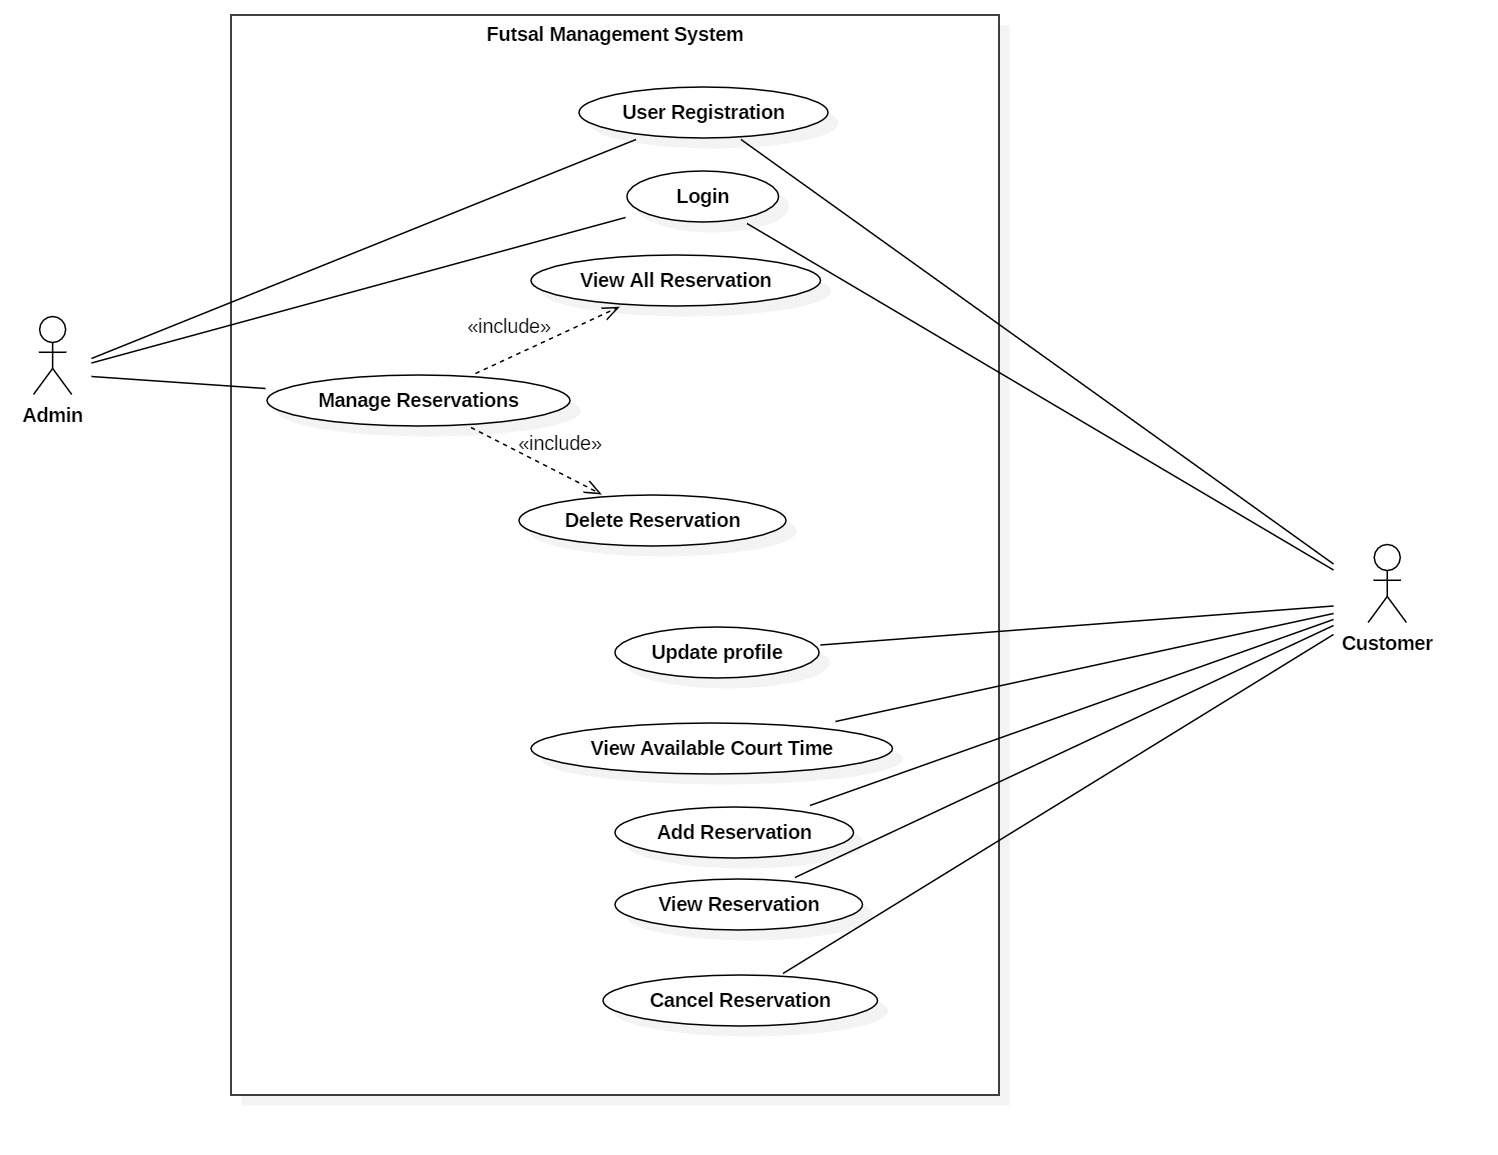 Futsal Management System
User Registration
Login
View All Reservation
«include»
Admin
Manage Reservations
«include»
Delete Reservation
Customer
Update profile
View Available Court Time
Add Reservation
View Reservation
Cancel Reservation